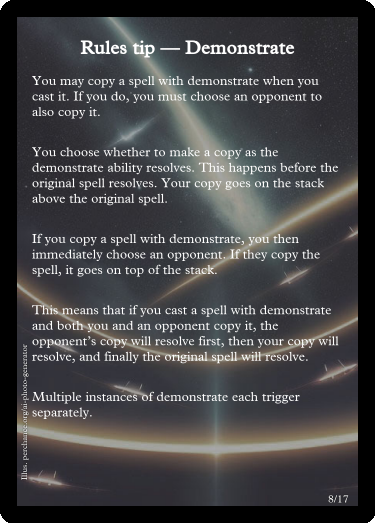 Rules tip — Demonstrate
You may copy a spell with demonstrate when you
cast it. If you do, you must choose an opponent to
also copy it.
You choose whether to make a copy as the
demonstrate ability resolves. This happens before the
original spell resolves. Your copy goes on the stack
above the original spell.
If you copy a spell with demonstrate, you then
immediately choose an opponent. If they copy the
spell, it goes on top of the stack.
This means that if you cast a spell with demonstrate
and both you and an opponent copy it, the
opponent's copy will resolve first, then your copy will
resolve, and finally the original spell will resolve.
Multiple instances of demonstrate each trigger
separately.
Illus. perchance.org/ai-photo-generator
8/17